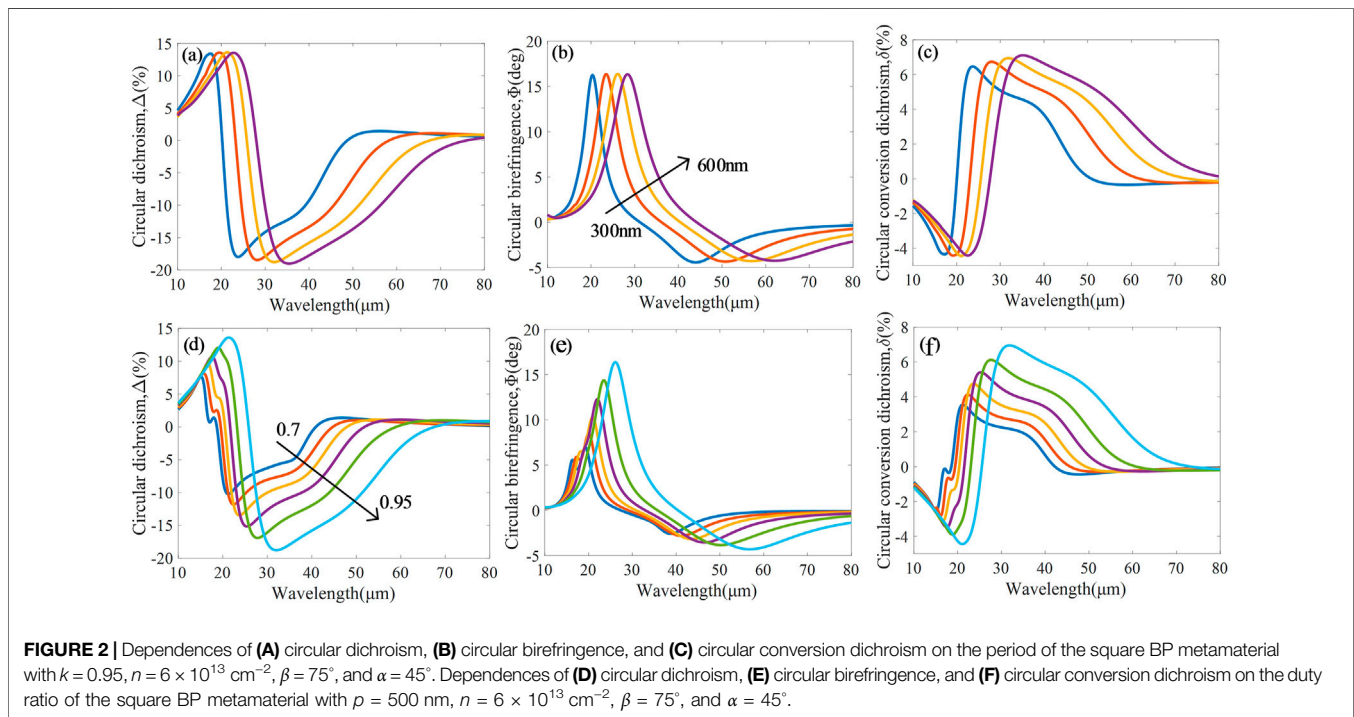 (a)
Circular dichroism,Δ(%)
15
10
5
0
-5
-10
-15
-20
10 20 30 40 50 60 70 80
Wavelength(μm)
(b)
Circular birefringence,Φ(deg)
20
15
10
5
0
-5
600nm
300nm
10 20 30 40 50 60 70 80
Wavelength(μm)
(c)
Circular conversion dichroism,δ(%)
8
6
4
2
0
-2
-4
10 20 30 40 50 60 70 80
Wavelength(μm)
(d)
Circular dichroism,Δ(%)
15
10
5
0
-5
-10
-15
-20
0.7
0.95
10 20 30 40 50 60 70 80
Wavelength(μm)
(e)
Circular birefringence,Φ(deg)
20
15
10
5
0
-5
10 20 30 40 50 60 70 80
Wavelength(μm)
(f)
Circular conversion dichroism,δ(%)
8
6
4
2
0
-2
-4
10 20 30 40 50 60 70 80
Wavelength(μm)
FIGURE 2 | Dependences of (A) circular dichroism, (B) circular birefringence, and (C) circular conversion dichroism on the period of the square BP metamaterial
with k = 0.95, n = 6 × 10¹³ cm⁻², β = 75°, and α = 45°. Dependences of (D) circular dichroism, (E) circular birefringence, and (F) circular conversion dichroism on the duty
ratio of the square BP metamaterial with p = 500 nm, n = 6 × 10¹³ cm⁻², β = 75°, and α = 45°.